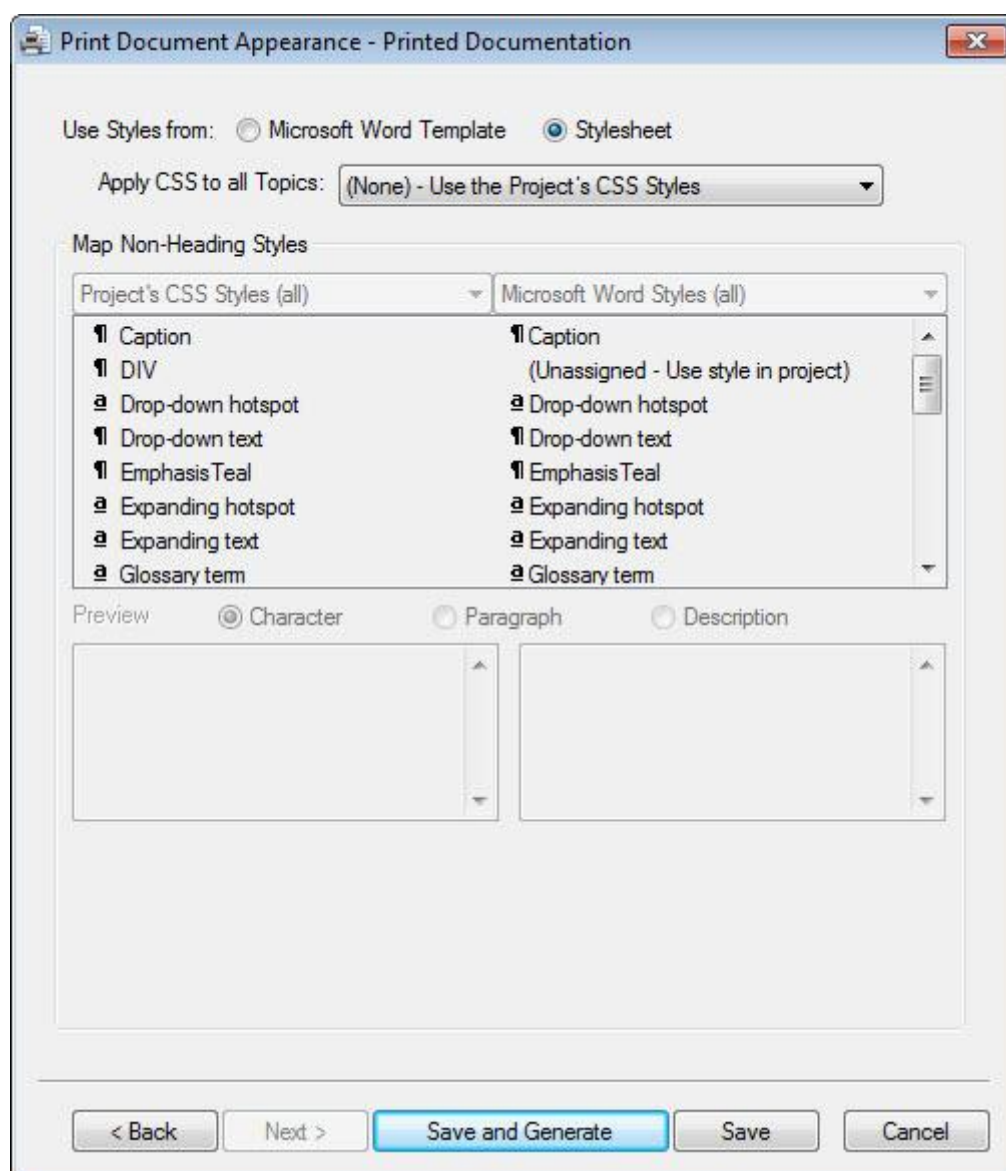 Print Document Appearance - Printed Documentation
Use Styles from: Microsoft Word Template Stylesheet
Apply CSS to all Topics: (None) - Use the Project's CSS Styles
Map Non-Heading Styles
Project's CSS Styles (all) Microsoft Word Styles (all)
¶ Caption ¶ Caption
¶ DIV (Unassigned - Use style in project)
a Drop-down hotspot a Drop-down hotspot
¶ Drop-down text ¶ Drop-down text
¶ EmphasisTeal ¶ EmphasisTeal
a Expanding hotspot a Expanding hotspot
a Expanding text a Expanding text
a Glossary term a Glossary term
Preview Character Paragraph Description
< Back Next > Save and Generate Save Cancel